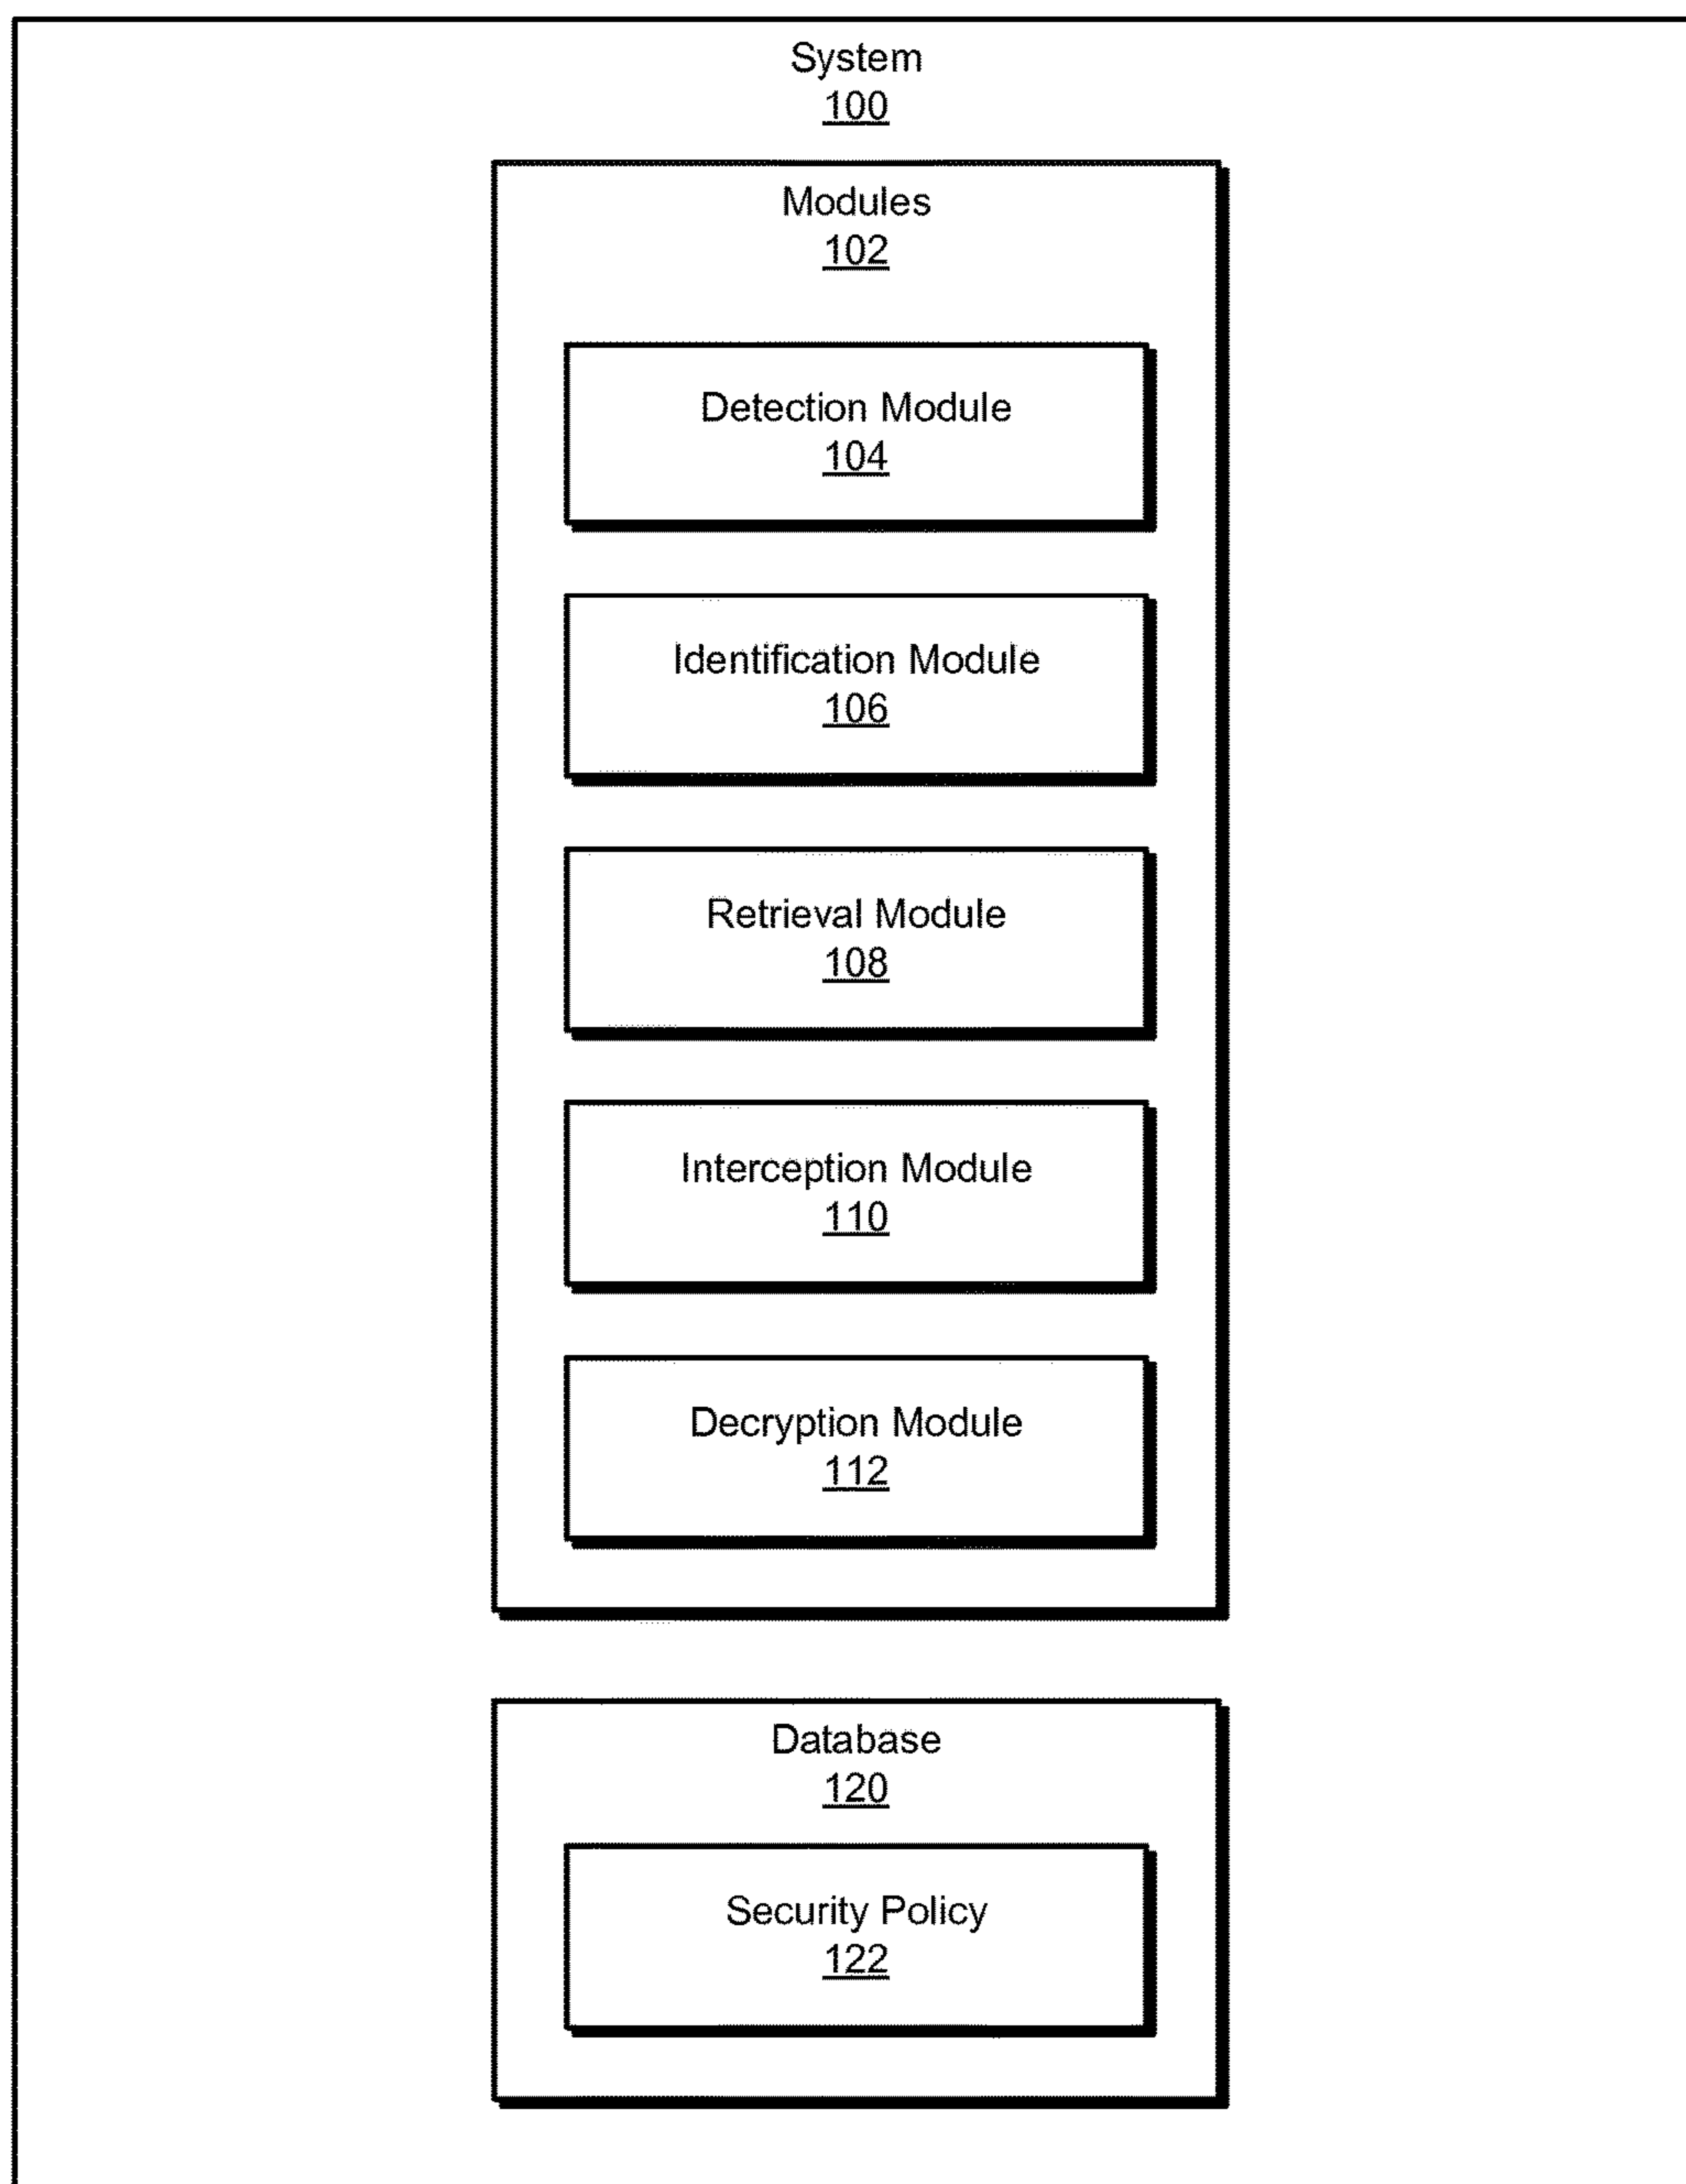 System
100
Modules
102
Detection Module
104
Identification Module
106
Retrieval Module
108
Interception Module
110
Decryption Module
112
Database
120
Security Policy
122